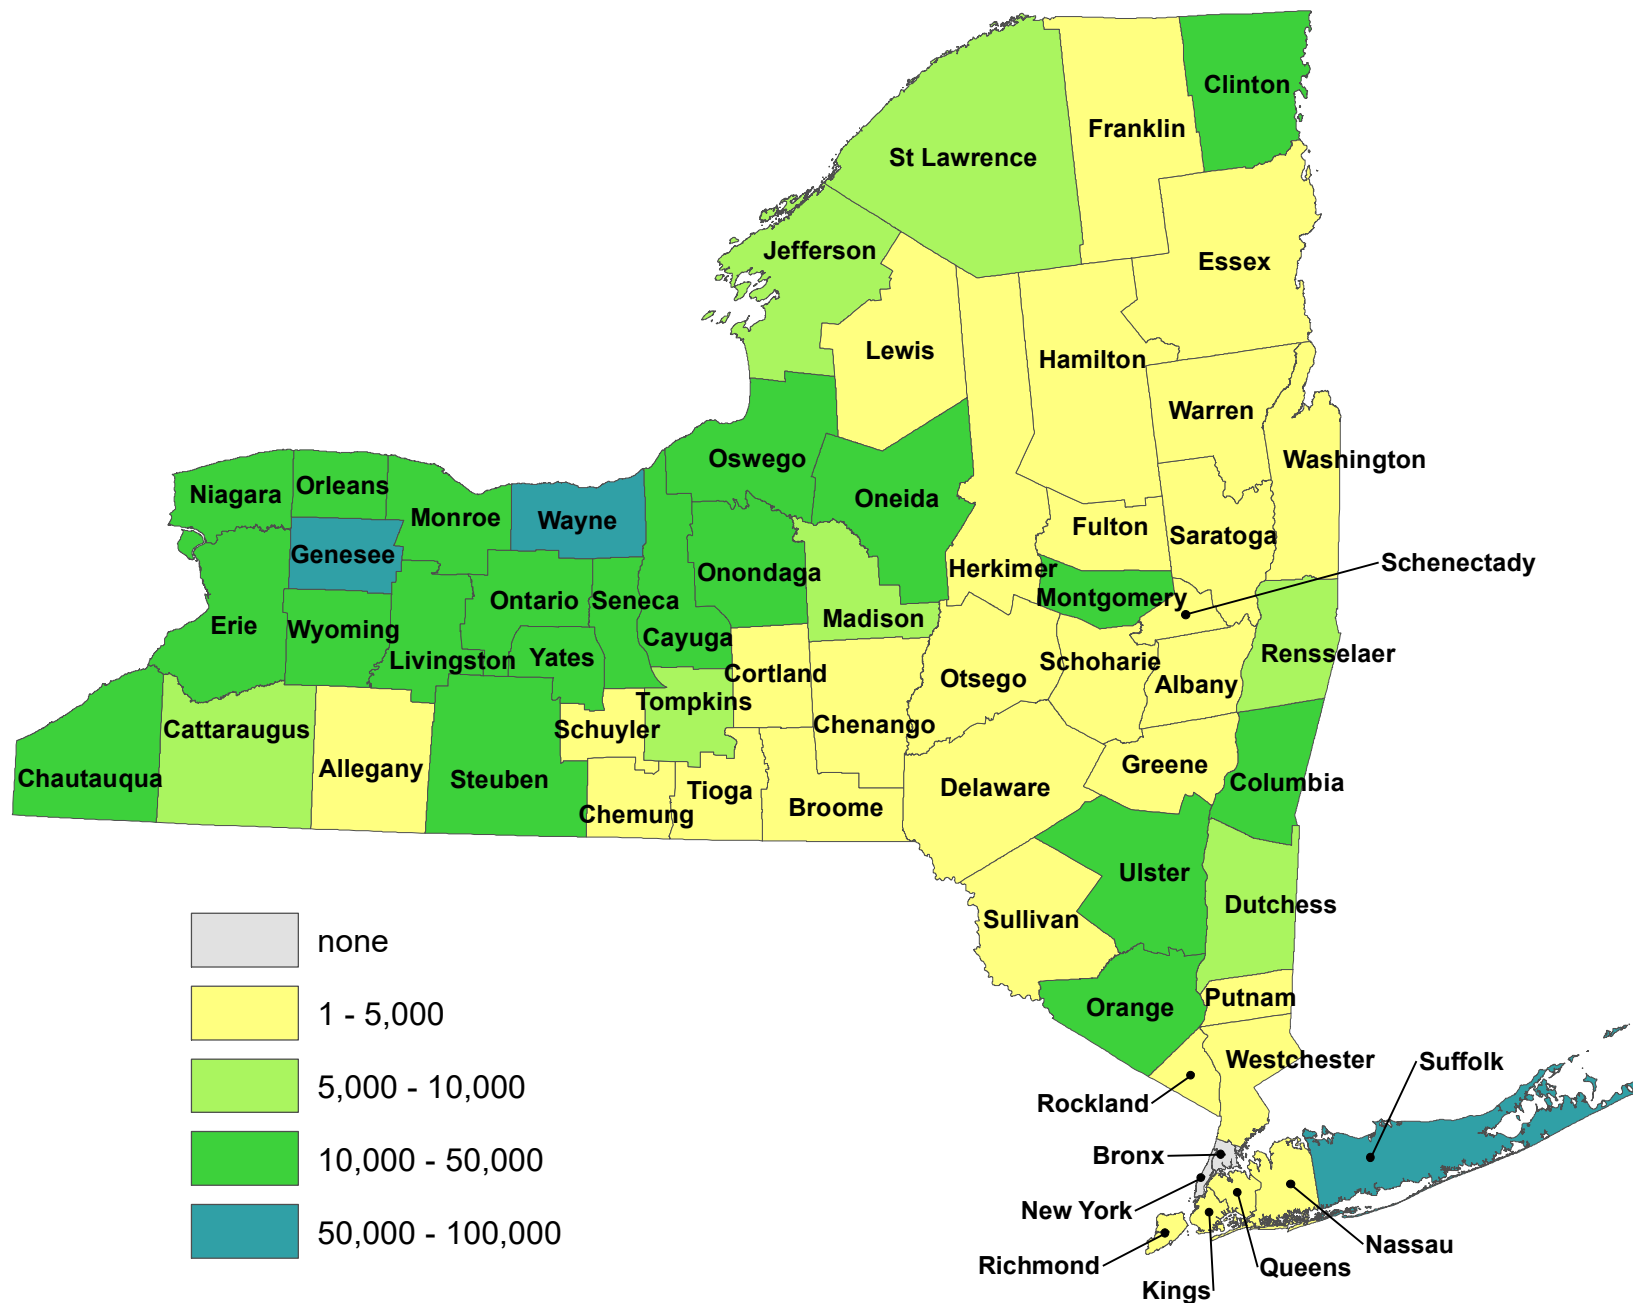 Clinton
Franklin
St Lawrence
Jefferson
Essex
Lewis
Hamilton
Warren
Oswego
Washington
Niagara
Orleans
Oneida
Monroe
Wayne
Fulton
Saratoga
Genesee
Schenectady
Onondaga
Herkimer
Ontario
Seneca
Montgomery
Madison
Erie
Wyoming
Cayuga
Rensselaer
Livingston
Yates
Schoharie
Cortland
Otsego
Albany
Tompkins
Cattaraugus
Schuyler
Chenango
Allegany
Greene
Chautauqua
Steuben
Columbia
Tioga
Delaware
Chemung
Broome
Ulster
Dutchess
Sullivan
none
Putnam
Orange
1 - 5,000
Westchester
Suffolk
5,000 - 10,000
Rockland
Bronx
10,000 - 50,000
New York
50,000 - 100,000
Nassau
Richmond
Queens
Kings